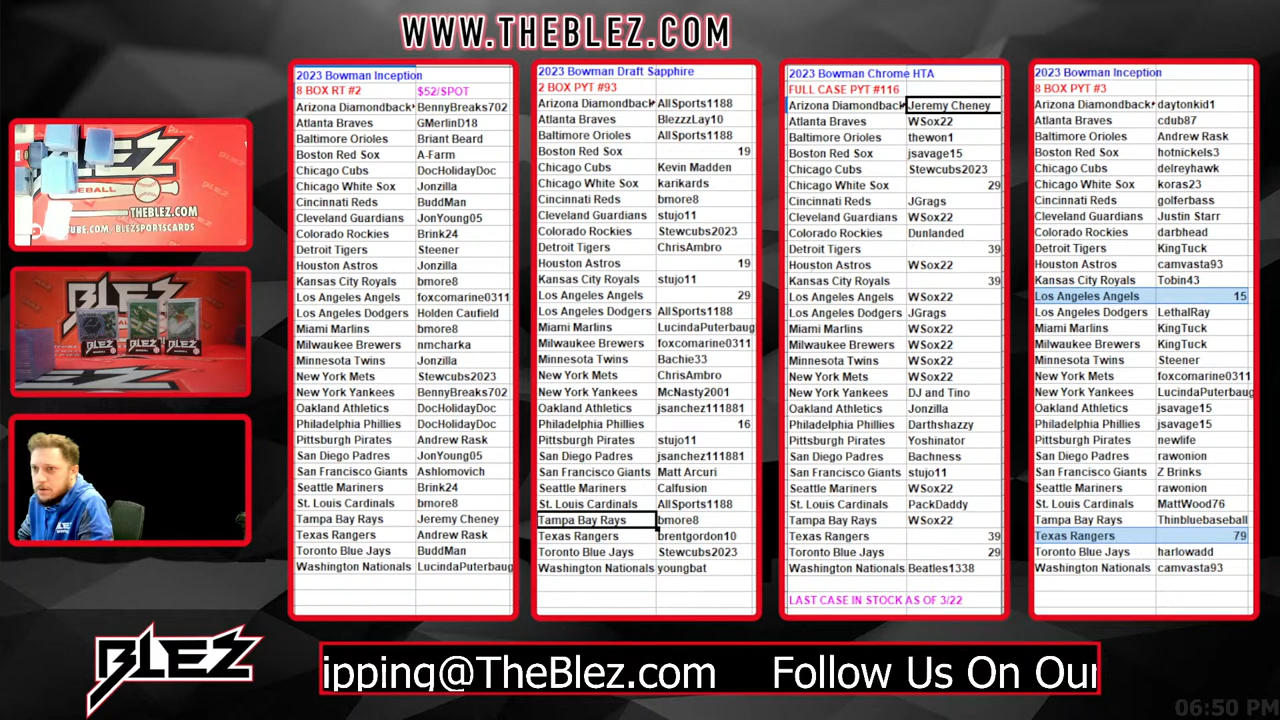 WWW.THEBLEZ.COM
2023 Bowman Inception
8 BOX RT #2 $52/SPOT
Arizona Diamondback BennyBreaks702
Atlanta Braves GMerlinD18
Baltimore Orioles Briant Beard
Boston Red Sox A-Farm
Chicago Cubs DocHolidayDoc
Chicago White Sox Jonzilla
Cincinnati Reds BuddMan
Cleveland Guardians JonYoung05
Colorado Rockies Brink24
Detroit Tigers Steener
Houston Astros Jonzilla
Kansas City Royals bmore8
Los Angeles Angels foxcomarine0311
Los Angeles Dodgers Holden Caufield
Miami Marlins bmore8
Milwaukee Brewers nmcharka
Minnesota Twins Jonzilla
New York Mets Stewcubs2023
New York Yankees BennyBreaks702
Oakland Athletics DocHolidayDoc
Philadelphia Phillies DocHolidayDoc
Pittsburgh Pirates Andrew Rask
San Diego Padres JonYoung05
San Francisco Giants Ashlomovich
Seattle Mariners Brink24
St. Louis Cardinals bmore8
Tampa Bay Rays Jeremy Cheney
Texas Rangers Andrew Rask
Toronto Blue Jays BuddMan
Washington Nationals LucindaPuterbaug
2023 Bowman Draft Sapphire
2 BOX PYT #93
Arizona Diamondback AllSports1188
Atlanta Braves BlezzzLay10
Baltimore Orioles AllSports1188
Boston Red Sox 19
Chicago Cubs Kevin Madden
Chicago White Sox karikards
Cincinnati Reds bmore8
Cleveland Guardians stujo11
Colorado Rockies Stewcubs2023
Detroit Tigers ChrisAmbro
Houston Astros 19
Kansas City Royals stujo11
Los Angeles Angels 29
Los Angeles Dodgers AllSports1188
Miami Marlins LucindaPuterbaug
Milwaukee Brewers foxcomarine0311
Minnesota Twins Bachie33
New York Mets ChrisAmbro
New York Yankees McNasty2001
Oakland Athletics jsanchez111881
Philadelphia Phillies 16
Pittsburgh Pirates stujo11
San Diego Padres jsanchez111881
San Francisco Giants Matt Arcuri
Seattle Mariners Calfusion
St. Louis Cardinals AllSports1188
Tampa Bay Rays bmore8
Texas Rangers brentgordon10
Toronto Blue Jays Stewcubs2023
Washington Nationals youngbat
2023 Bowman Chrome HTA
FULL CASE PYT #116
Arizona Diamondback Jeremy Cheney
Atlanta Braves WSox22
Baltimore Orioles thewon1
Boston Red Sox jsavage15
Chicago Cubs Stewcubs2023
Chicago White Sox 29
Cincinnati Reds JGrags
Cleveland Guardians WSox22
Colorado Rockies Dunlanded
Detroit Tigers 39
Houston Astros WSox22
Kansas City Royals 39
Los Angeles Angels WSox22
Los Angeles Dodgers JGrags
Miami Marlins WSox22
Milwaukee Brewers WSox22
Minnesota Twins WSox22
New York Mets WSox22
New York Yankees DJ and Tino
Oakland Athletics Jonzilla
Philadelphia Phillies Darthshazzy
Pittsburgh Pirates Yoshinator
San Diego Padres Bachness
San Francisco Giants stujo11
Seattle Mariners WSox22
St. Louis Cardinals PackDaddy
Tampa Bay Rays WSox22
Texas Rangers 39
Toronto Blue Jays 29
Washington Nationals Beatles1338
LAST CASE IN STOCK AS OF 3/22
2023 Bowman Inception
8 BOX PYT #3
Arizona Diamondback daytonkid1
Atlanta Braves cdub87
Baltimore Orioles Andrew Rask
Boston Red Sox hotnickels3
Chicago Cubs delreyhawk
Chicago White Sox koras23
Cincinnati Reds golferbass
Cleveland Guardians Justin Starr
Colorado Rockies darbhead
Detroit Tigers KingTuck
Houston Astros camvasta93
Kansas City Royals Tobin43
Los Angeles Angels 15
Los Angeles Dodgers LethalRay
Miami Marlins KingTuck
Milwaukee Brewers KingTuck
Minnesota Twins Steener
New York Mets foxcomarine0311
New York Yankees LucindaPuterbaug
Oakland Athletics jsavage15
Philadelphia Phillies jsavage15
Pittsburgh Pirates newlife
San Diego Padres rawonion
San Francisco Giants Z Brinks
Seattle Mariners rawonion
St. Louis Cardinals MattWood76
Tampa Bay Rays Thinbluebaseball
Texas Rangers 79
Toronto Blue Jays harlowadd
Washington Nationals camvasta93
THEBLEZ.COM
TUBE.COM/BLEZSPORTSCARDS
BLEZ
BLEZ
ipping@TheBlez.com Follow Us On Our
06:50 PM